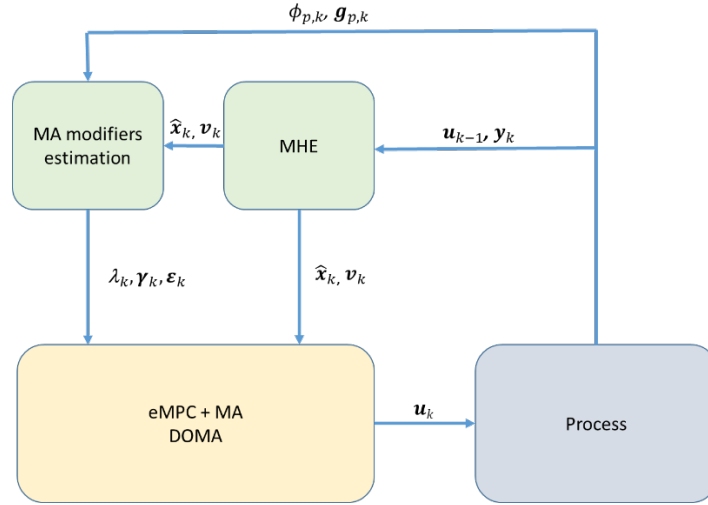 ϕp,k, gp,k
MA modifiers
estimation
x̂k, vk
MHE
uk−1, yk
λk, γk, εk
x̂k, vk
eMPC + MA
DOMA
uk
Process